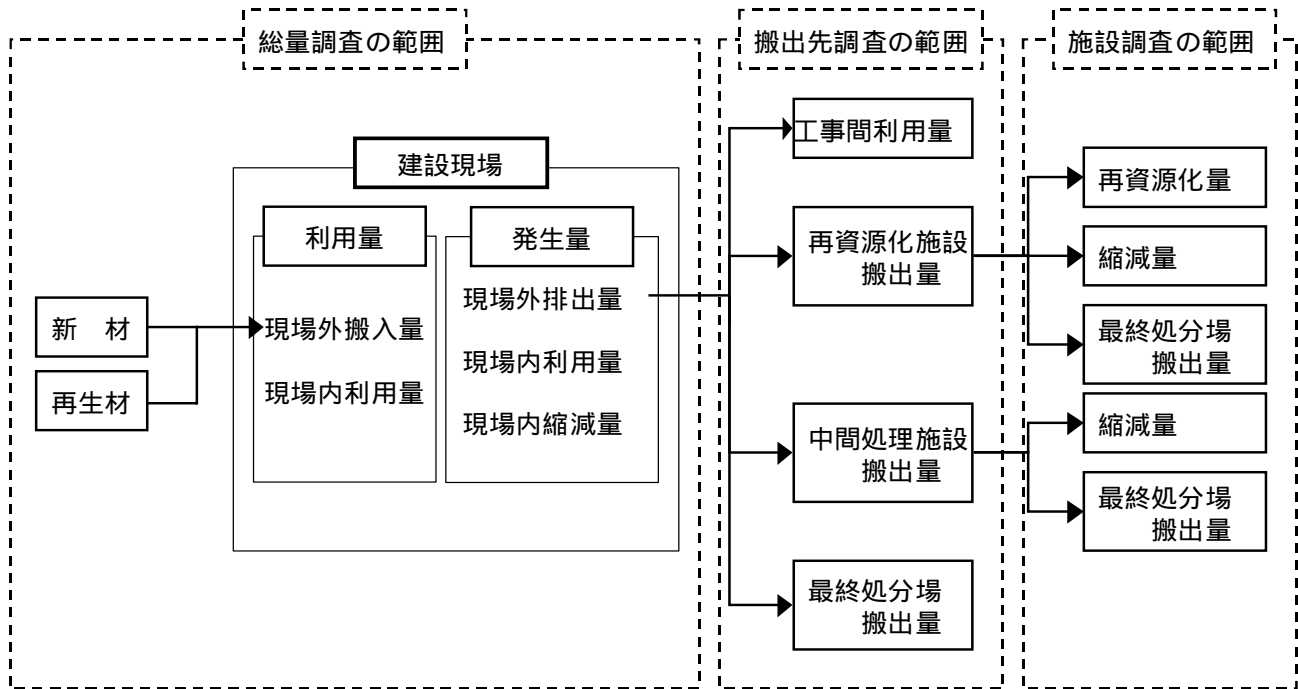 総量調査の範囲
搬出先調査の範囲
施設調査の範囲
建設現場
利用量
発生量
新　材
再生材
現場外搬入量
現場内利用量
現場外排出量
現場内利用量
現場内縮減量
工事間利用量
再資源化施設
搬出量
中間処理施設
搬出量
最終処分場
搬出量
再資源化量
縮減量
最終処分場
搬出量
縮減量
最終処分場
搬出量